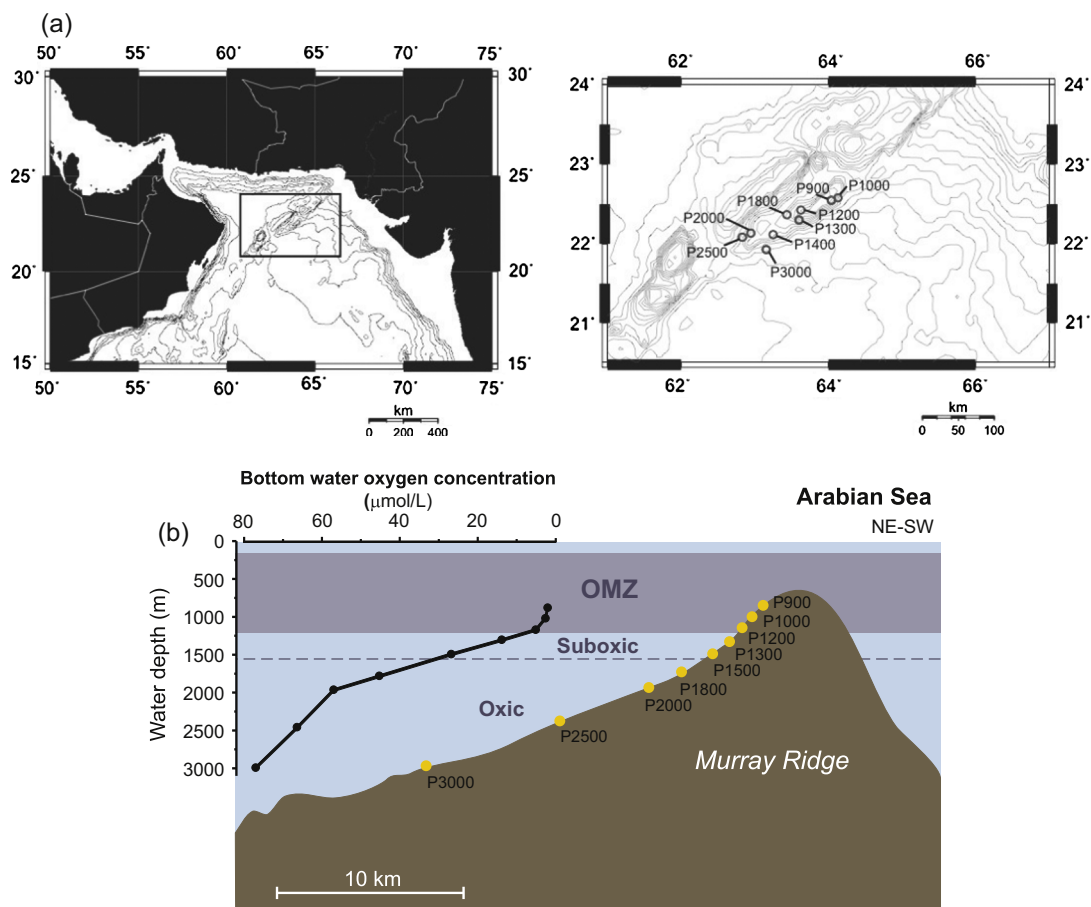 (a)
50˚ 55˚ 60˚ 65˚ 70˚ 75˚
30˚ 30˚
25˚ 25˚
20˚ 20˚
15˚ 15˚
50˚ 55˚ 60˚ 65˚ 70˚ 75˚
km
0 200 400
62˚ 64˚ 66˚
24˚ 24˚
23˚ 23˚
22˚ 22˚
21˚ 21˚
P900
P1000
P1800
P1200
P2000
P1300
P2500
P1400
P3000
62˚ 64˚ 66˚
km
0 50 100
Bottom water oxygen concentration
(µmol/L)
Arabian Sea
(b)
80 60 40 20 0
NE-SW
Water depth (m)
0
500
1000
1500
2000
2500
3000
OMZ
Suboxic
Oxic
P900
P1000
P1200
P1300
P1500
P1800
P2000
P2500
P3000
Murray Ridge
10 km